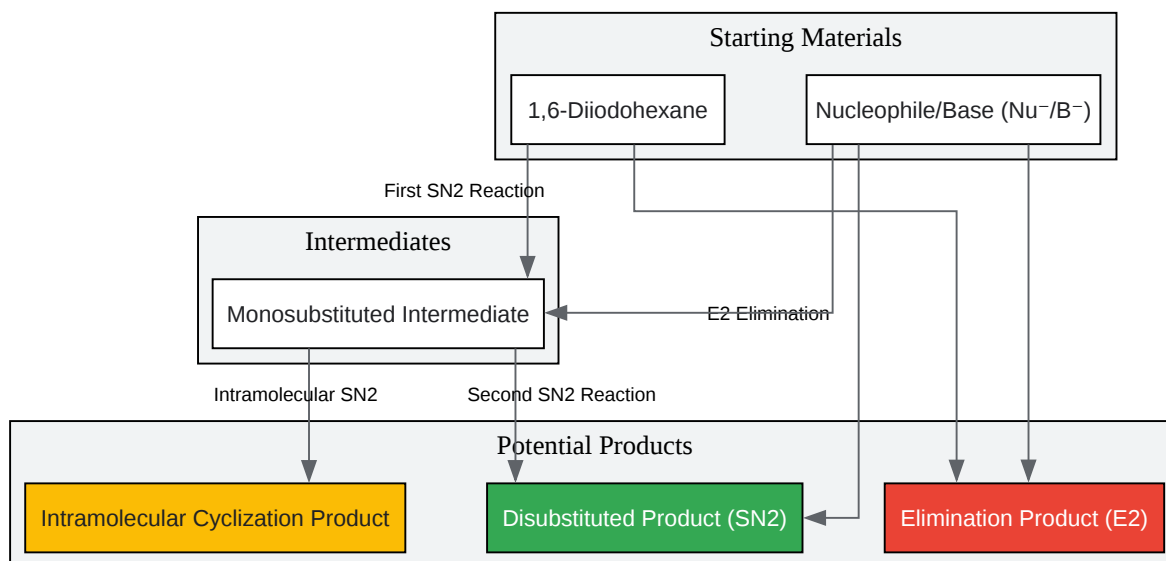 Starting Materials
1,6-Diiodohexane
Nucleophile/Base (Nu⁻/B⁻)
First SN2 Reaction
Intermediates
Monosubstituted Intermediate
E2 Elimination
Intramolecular SN2
Second SN2 Reaction
Potential Products
Intramolecular Cyclization Product
Disubstituted Product (SN2)
Elimination Product (E2)